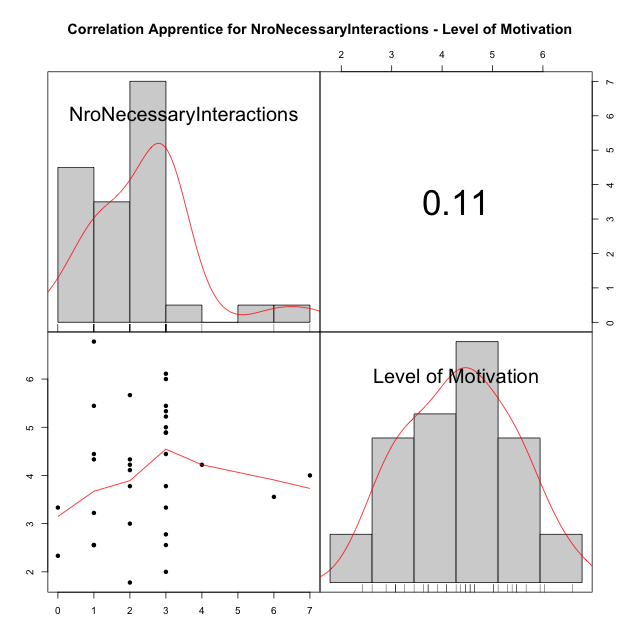 Correlation Apprentice for NroNecessaryInteractions - Level of Motivation
2 3 4 5 6
NroNecessaryInteractions
0.11
7
6
5
4
3
2
1
0
Level of Motivation
6
5
4
3
2
0 1 2 3 4 5 6 7